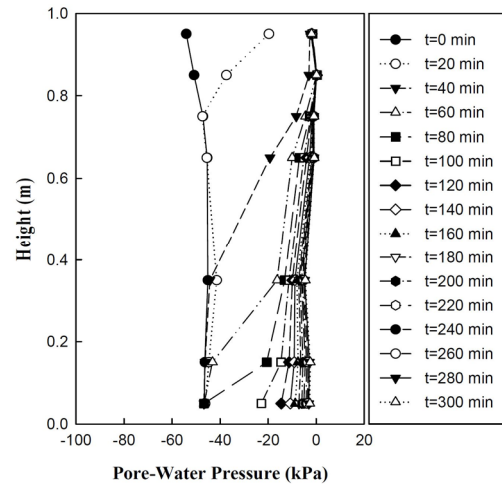 1.0
0.8
0.6
0.4
0.2
0.0
Height (m)
-100 -80 -60 -40 -20 0 20
Pore-Water Pressure (kPa)
t=0 min
t=20 min
t=40 min
t=60 min
t=80 min
t=100 min
t=120 min
t=140 min
t=160 min
t=180 min
t=200 min
t=220 min
t=240 min
t=260 min
t=280 min
t=300 min